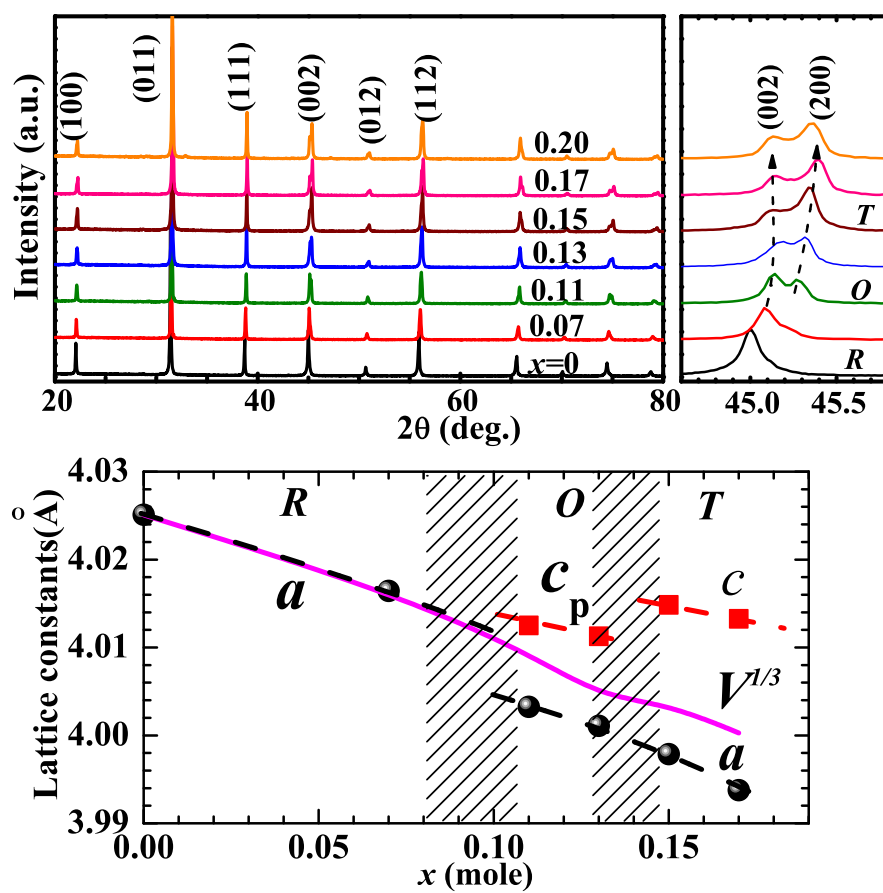 Intensity (a.u.)
(100)
(011)
(111)
(002)
(012)
(112)
0.20
0.17
0.15
0.13
0.11
0.07
x=0
20
40
60
80
2θ (deg.)
(002)
(200)
T
O
R
45.0
45.5
Lattice constants(Å)
4.03
4.02
4.01
4.00
3.99
R
O
T
a
c p
c
V1/3
a
0.00
0.05
0.10
0.15
x (mole)